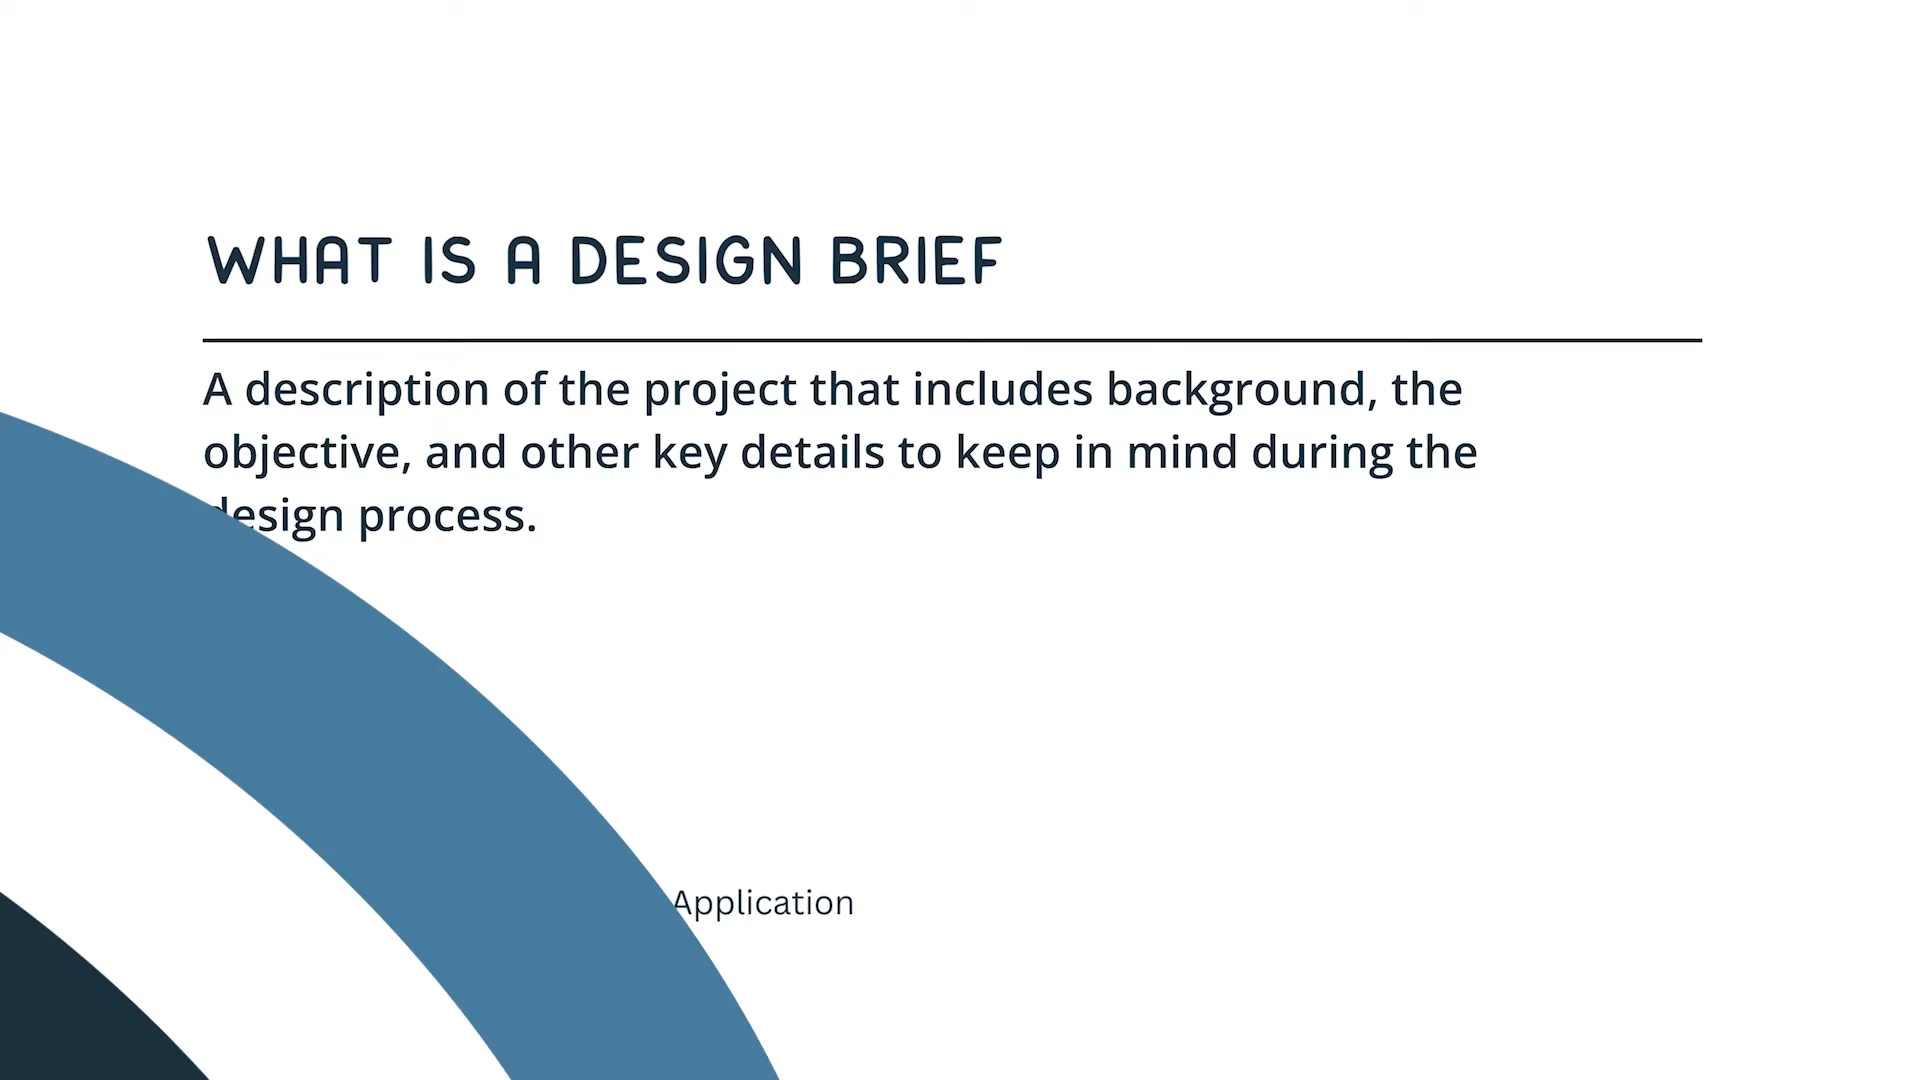 WHAT IS A DESIGN BRIEF
A description of the project that includes background, the
objective, and other key details to keep in mind during the
design process.
Application